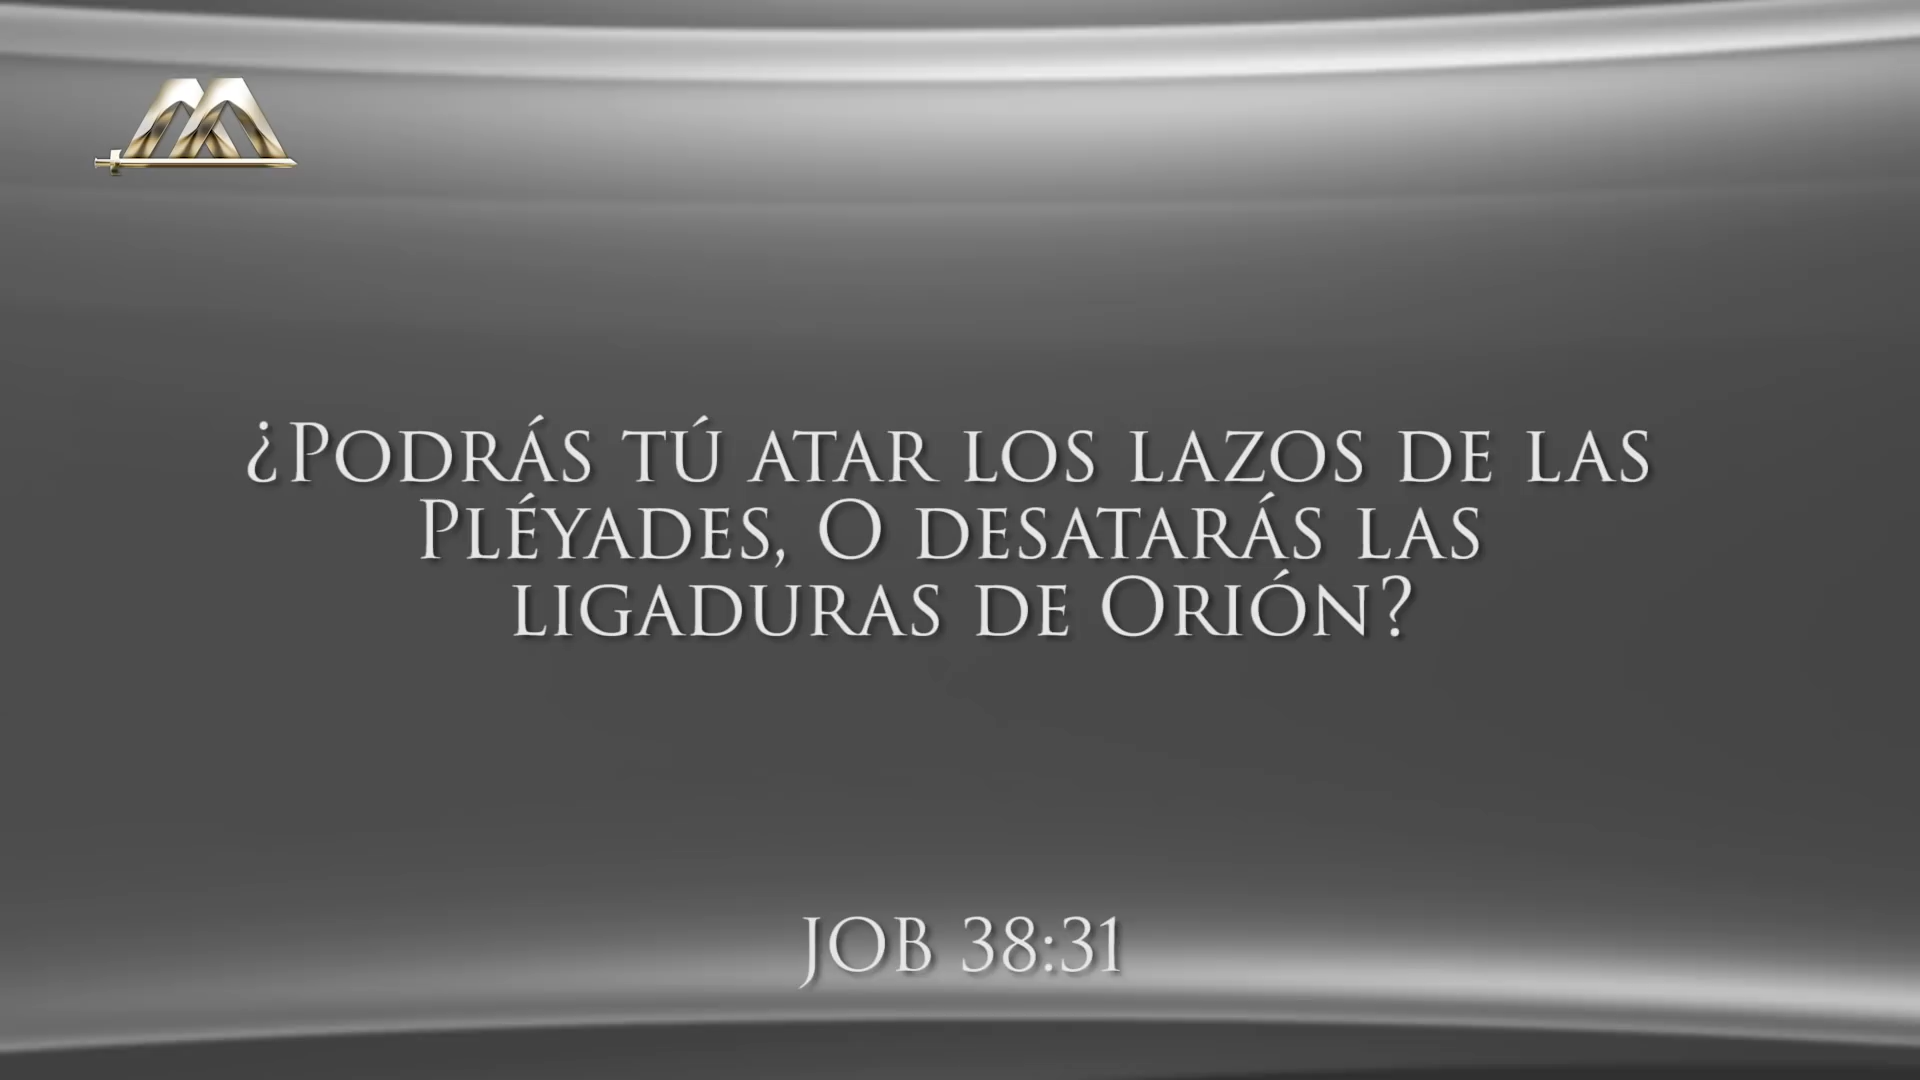 ¿Podrás tú atar los lazos de las
Pléyades, O desatarás las
ligaduras de Orión?
JOB 38:31